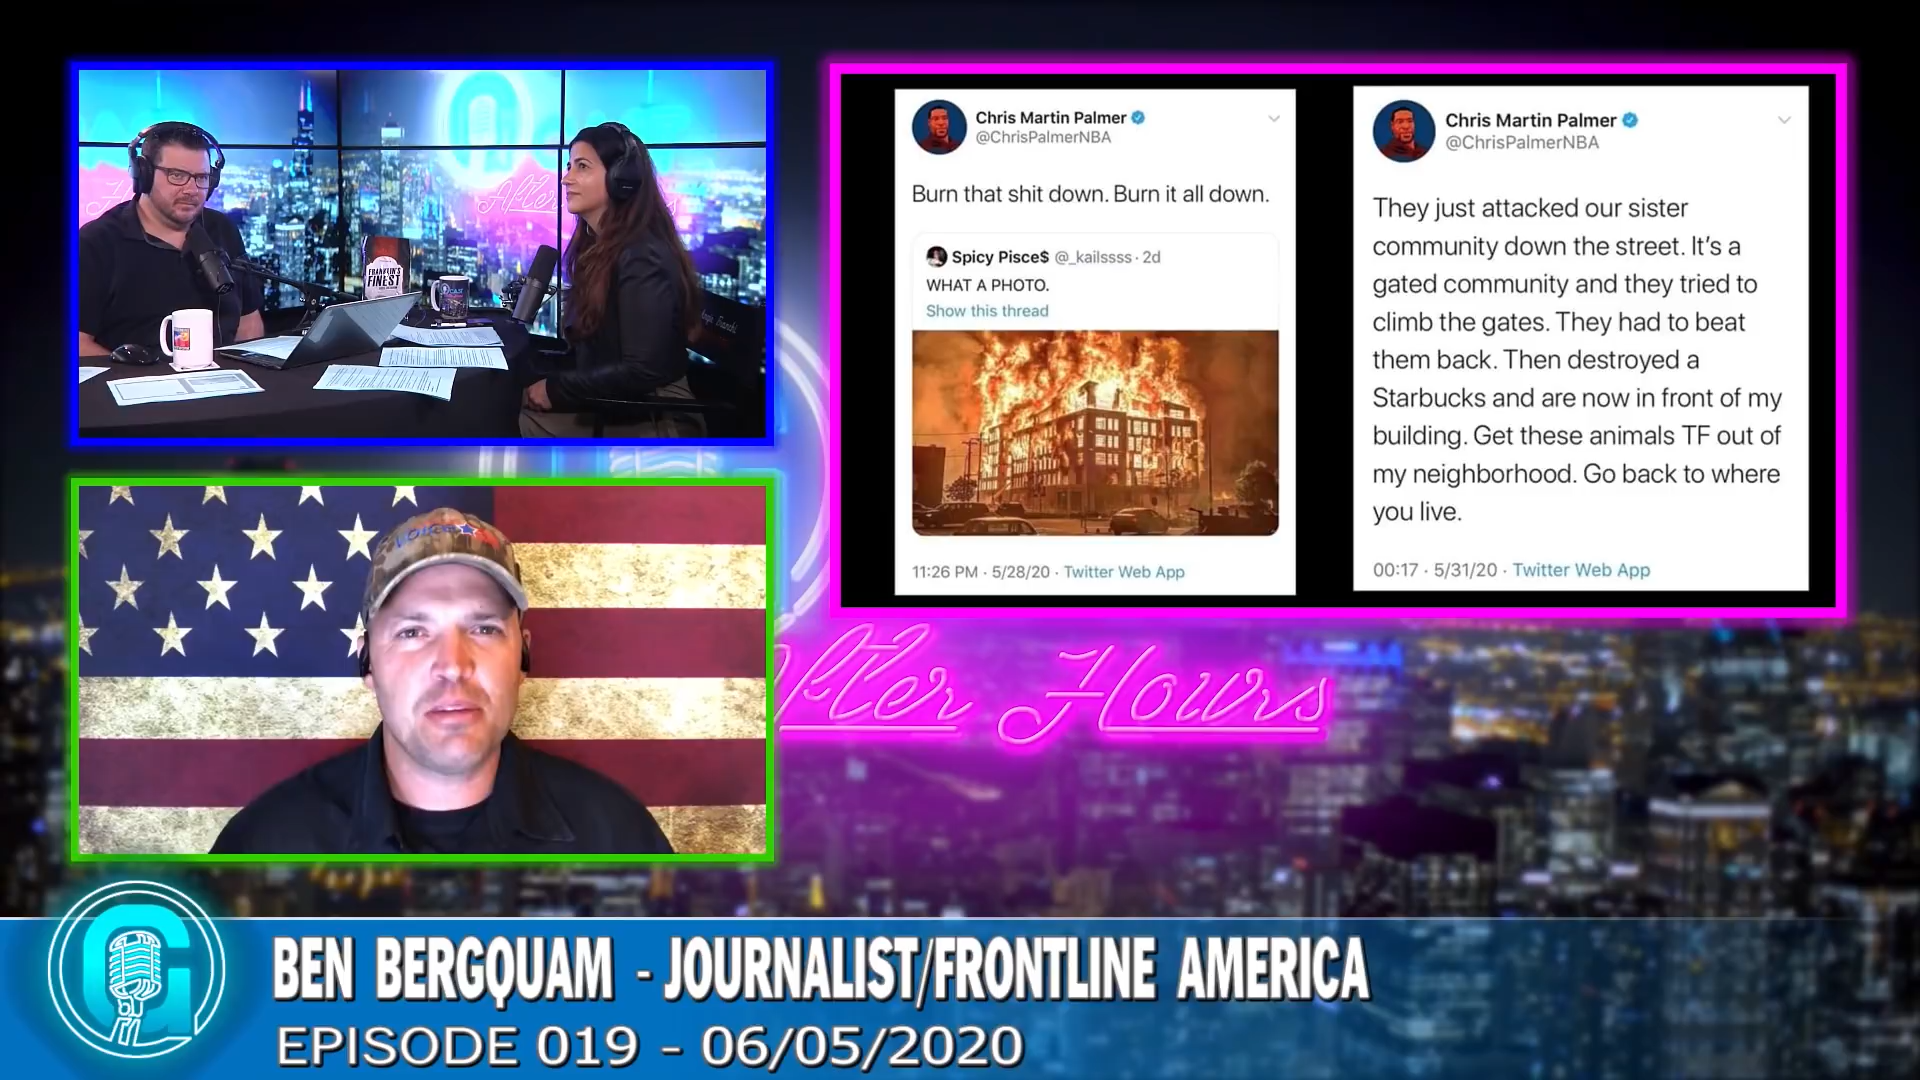 FRANKLIN'S
FINEST
After
Chris Martin Palmer
@ChrisPalmerNBA
Burn that shit down. Burn it all down.
Spicy Pisce$ @_kailssss · 2d
WHAT A PHOTO.
Show this thread
11:26 PM · 5/28/20 · Twitter Web App
Chris Martin Palmer
@ChrisPalmerNBA
They just attacked our sister
community down the street. It’s a
gated community and they tried to
climb the gates. They had to beat
them back. Then destroyed a
Starbucks and are now in front of my
building. Get these animals TF out of
my neighborhood. Go back to where
you live.
00:17 · 5/31/20 · Twitter Web App
After Hours
BEN BERGQUAM - JOURNALIST/FRONTLINE AMERICA
EPISODE 019 - 06/05/2020